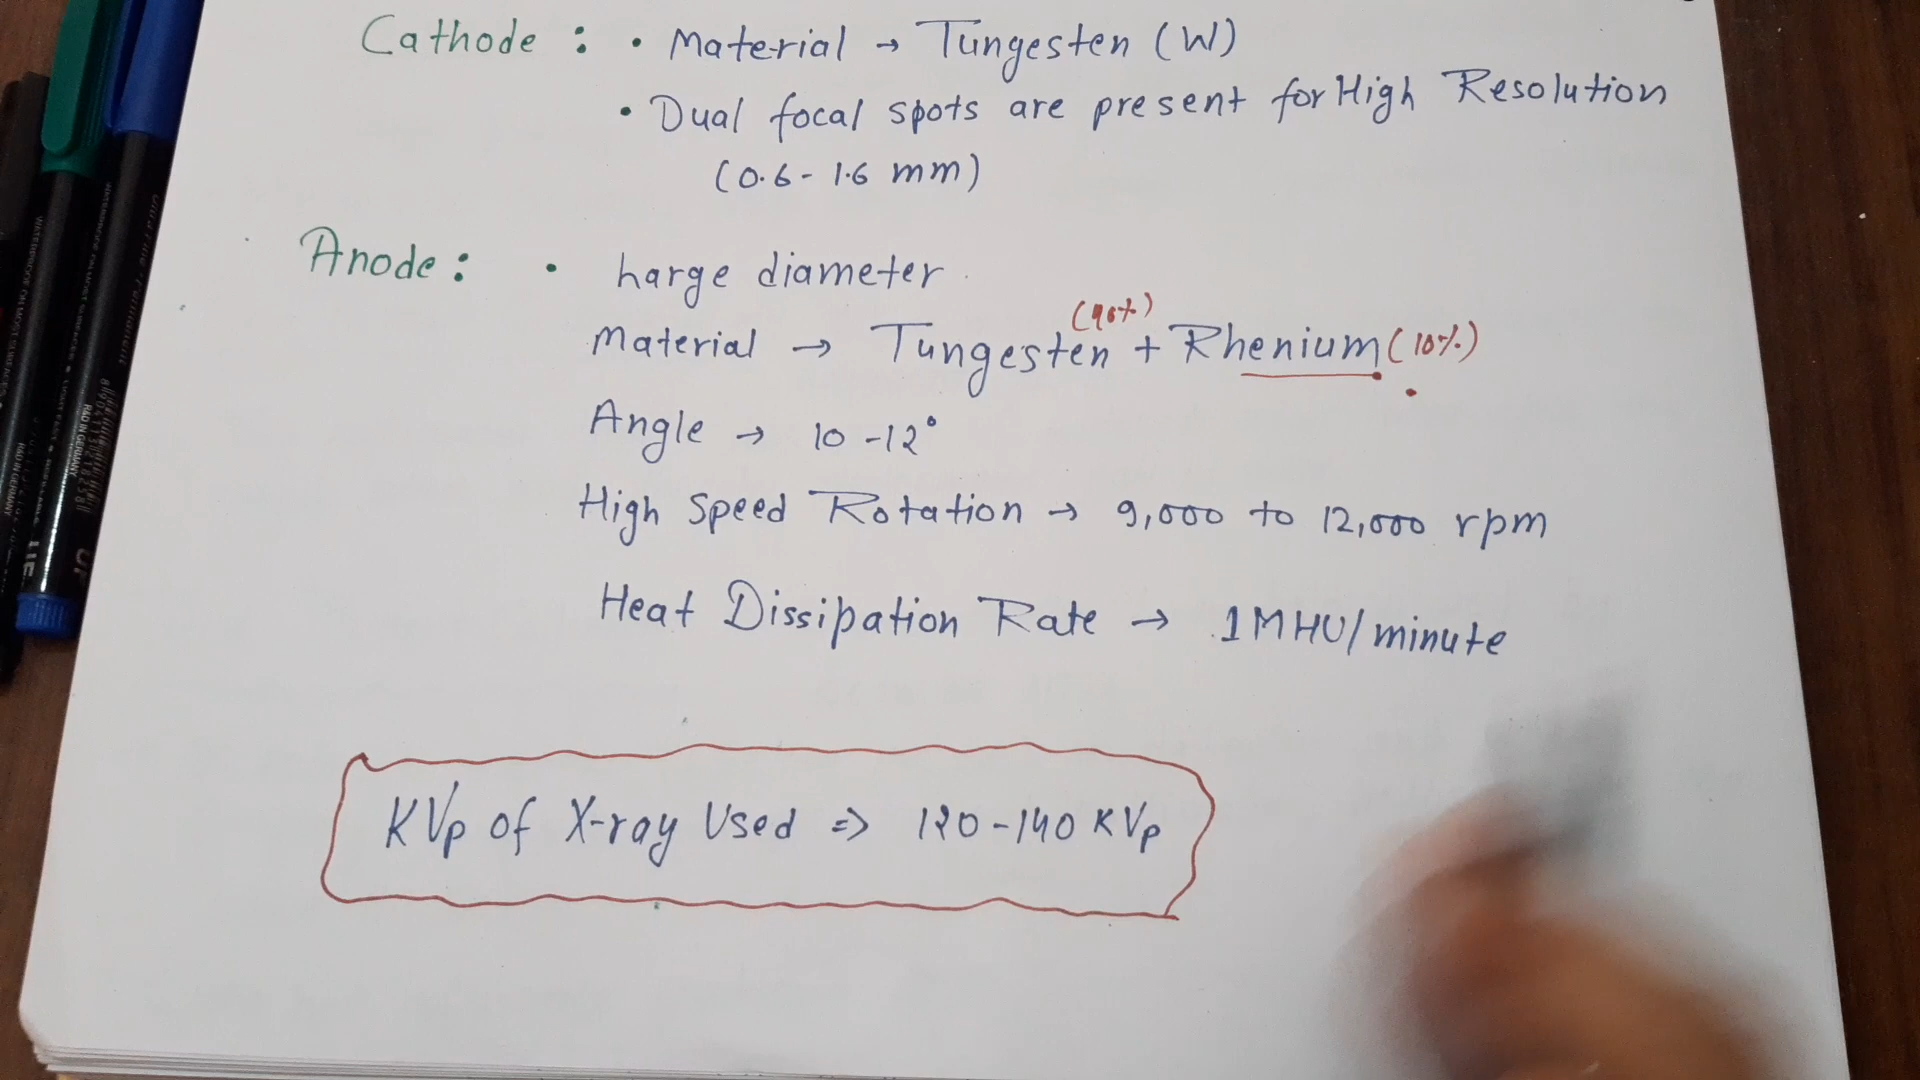 Cathode : • Material → Tungesten (W)
• Dual focal spots are present for High Resolution
(0.6 - 1.6 mm)
Anode : • Large diameter
Material → Tungesten (90%) + Rhenium (10%)
Angle → 10 - 12°
High Speed Rotation → 9,000 to 12,000 rpm
Heat Dissipation Rate → 1MHU/minute
KVp of X-ray Used ⇒ 120-140 KVp